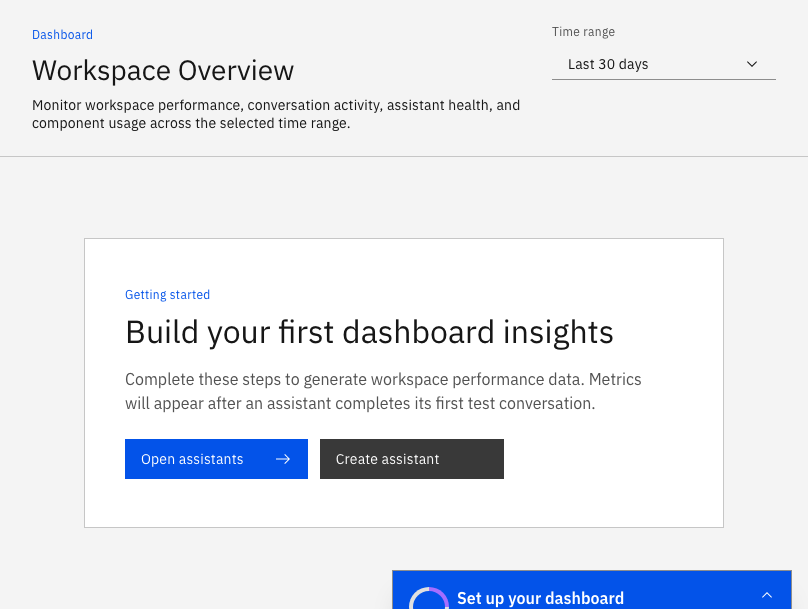 Dashboard
Workspace Overview
Monitor workspace performance, conversation activity, assistant health, and
component usage across the selected time range.
Time range
Last 30 days
Getting started
Build your first dashboard insights
Complete these steps to generate workspace performance data. Metrics
will appear after an assistant completes its first test conversation.
Open assistants
Create assistant
Set up your dashboard